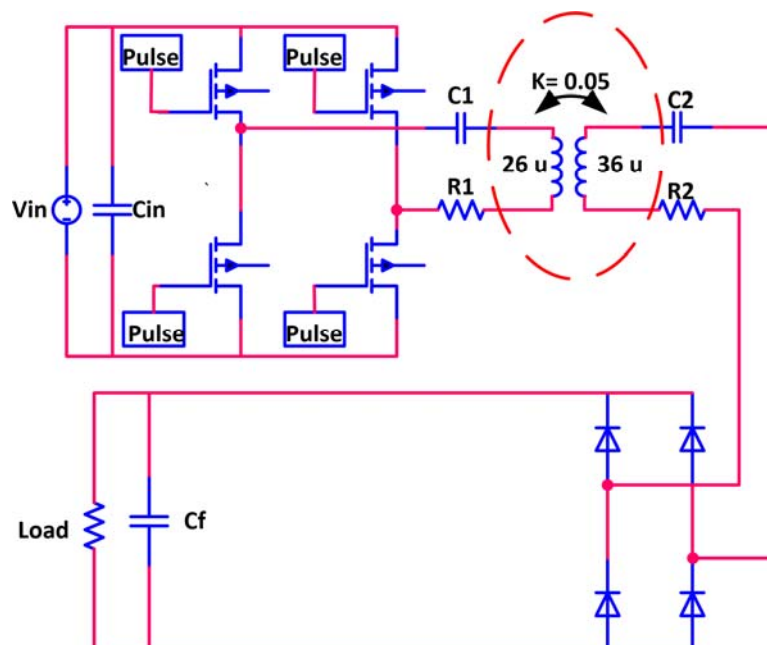 Pulse
Pulse
K= 0.05
C1
C2
26 u
36 u
Vin
Cin
R1
R2
Pulse
Pulse
Load
Cf